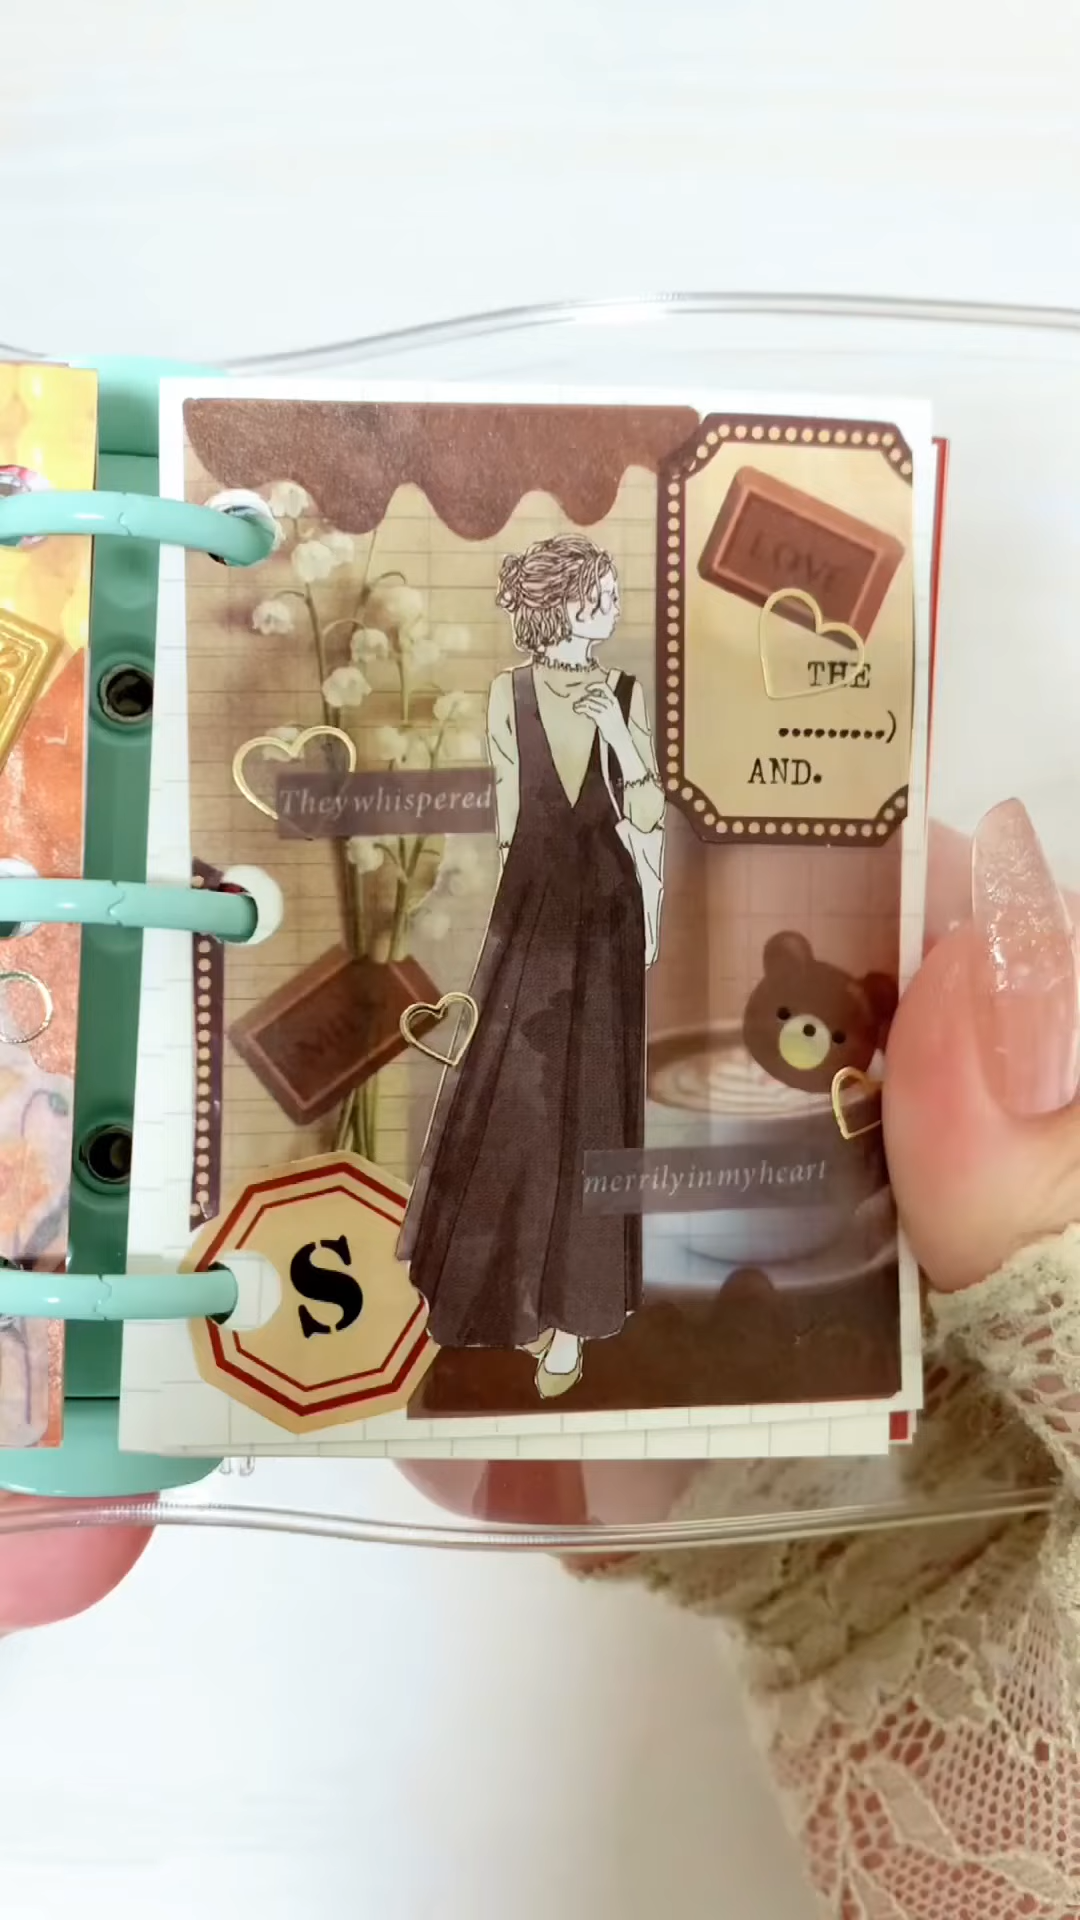 LOVE
THE
.........)
AND.
Theywhispered
merrilyinmyheart
S